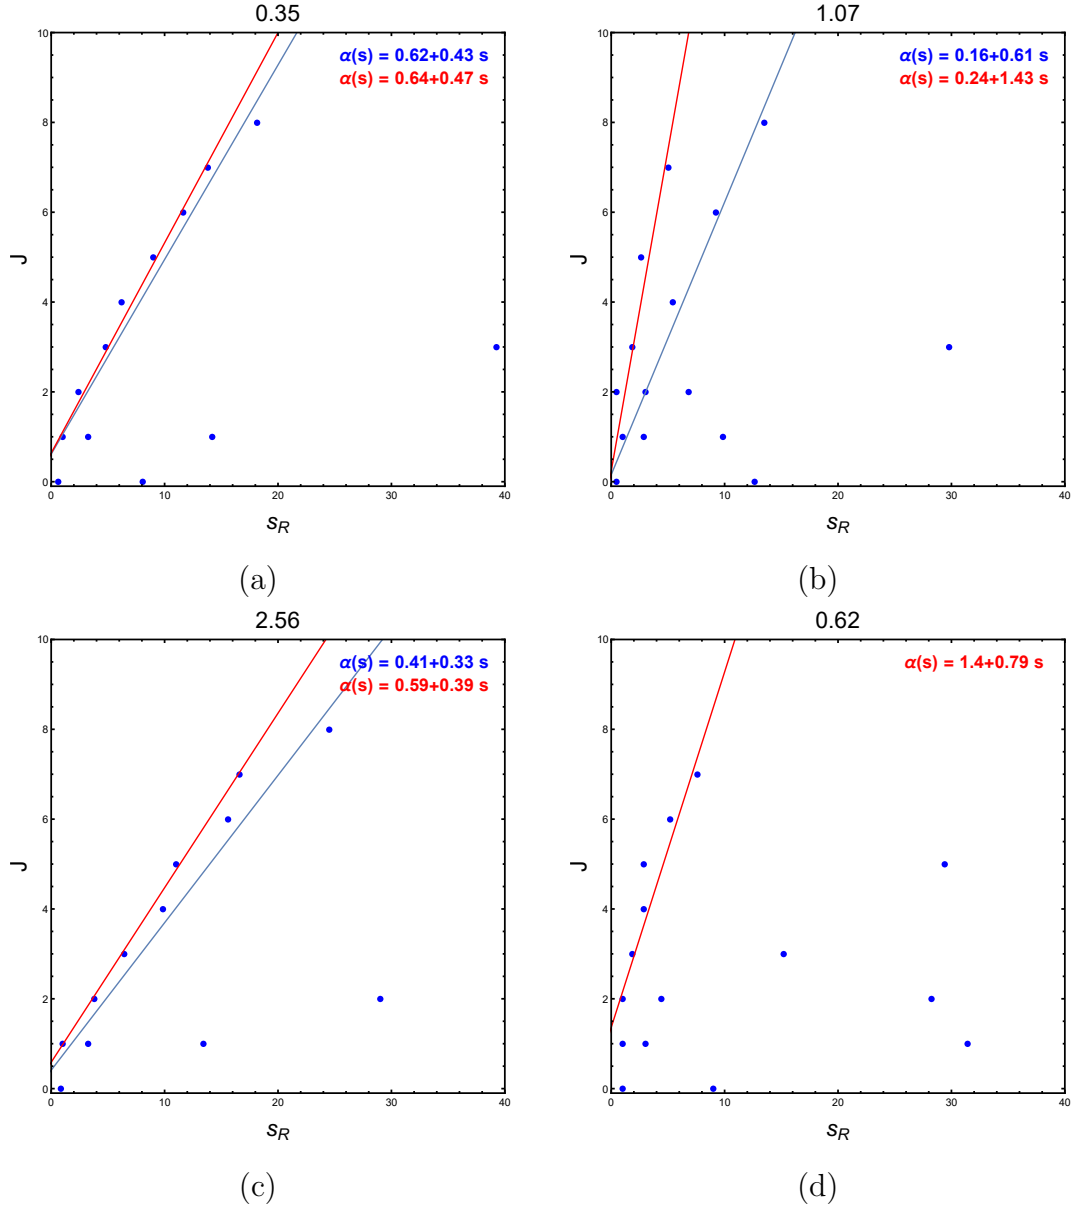 0.35
α(s) = 0.62+0.43 s
α(s) = 0.64+0.47 s
10
8
6
4
2
0
J
0 10 20 30 40
s_R
(a)
1.07
α(s) = 0.16+0.61 s
α(s) = 0.24+1.43 s
10
8
6
4
2
0
J
0 10 20 30 40
s_R
(b)
2.56
α(s) = 0.41+0.33 s
α(s) = 0.59+0.39 s
10
8
6
4
2
0
J
0 10 20 30 40
s_R
(c)
0.62
α(s) = 1.4+0.79 s
10
8
6
4
2
0
J
0 10 20 30 40
s_R
(d)